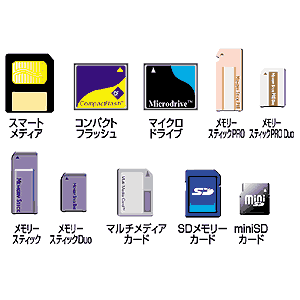 CompactFlash
Microdrive
スマート
メディア
コンパクト
フラッシュ
マイクロ
ドライブ
メモリー
スティックPRO
メモリー
スティックPRO Duo
MEMORY STICK
SD
mini
SD
メモリー
スティック
メモリー
スティックDuo
マルチメディア
カード
SDメモリー
カード
miniSD
カード